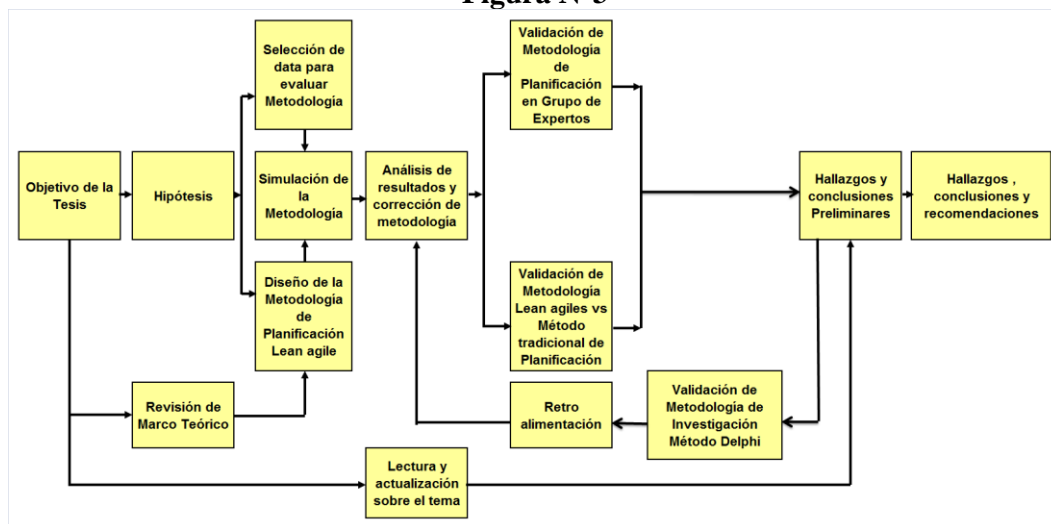 Figura N°3
Selección de
data para
evaluar
Metodología
Validación de
Metodología
de
Planificación
en Grupo de
Expertos
Objetivo de la
Tesis
Hipótesis
Simulación de
la
Metodología
Análisis de
resultados y
corrección de
metodología
Hallazgos y
conclusiones
Preliminares
Hallazgos ,
conclusiones y
recomendaciones
Diseño de la
Metodología
de
Planificación
Lean agile
Validación de
Metodología
Lean agiles vs
Método
tradicional de
Planificación
Revisión de
Marco Teórico
Retro
alimentación
Validación de
Metodología de
Investigación
Método Delphi
Lectura y
actualización
sobre el tema